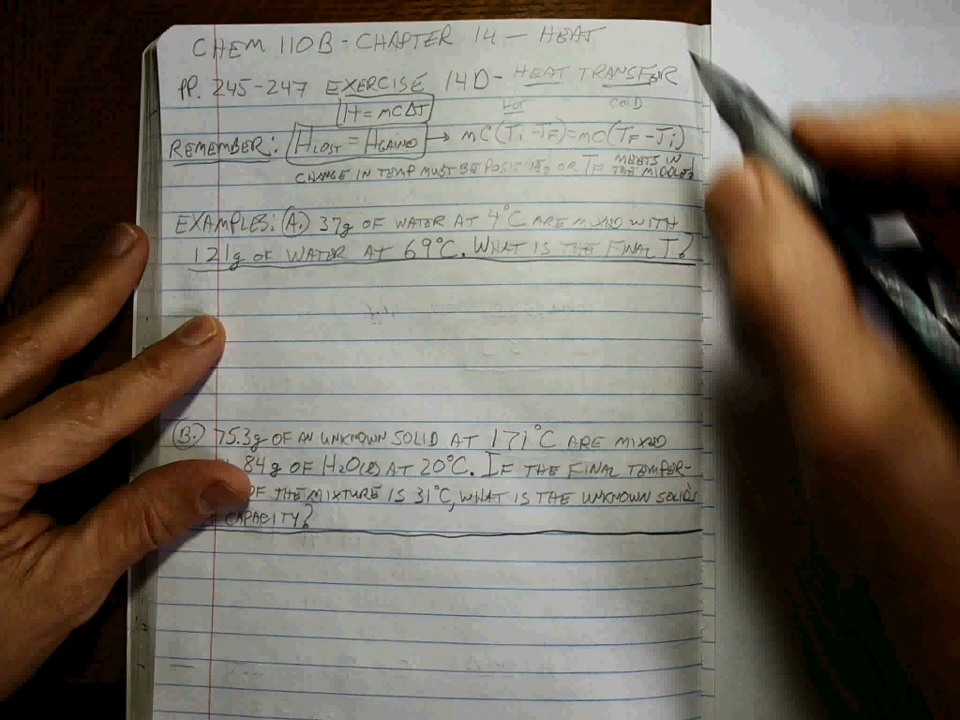 CHEM 110B - CHAPTER 14 - HEAT
PP. 245-247 EXERCISE 14D - HEAT TRANSFER
H = mCΔT HOT COLD
REMEMBER: H LOST = H GAINED → mC(Ti - TF) = mC(TF - Ti)
CHANGE IN TEMP MUST BE POSITIVE OR TF MEETS IN THE MIDDLE
EXAMPLES: (A.) 37g OF WATER AT 4°C ARE MIXED WITH
121g OF WATER AT 69°C. WHAT IS THE FINAL T?
(B.) 75.3g OF AN UNKNOWN SOLID AT 171°C ARE MIXED
84g OF H2O(l) AT 20°C. IF THE FINAL TEMPER-
OF THE MIXTURE IS 31°C, WHAT IS THE UNKNOWN SOLID'S
CAPACITY?